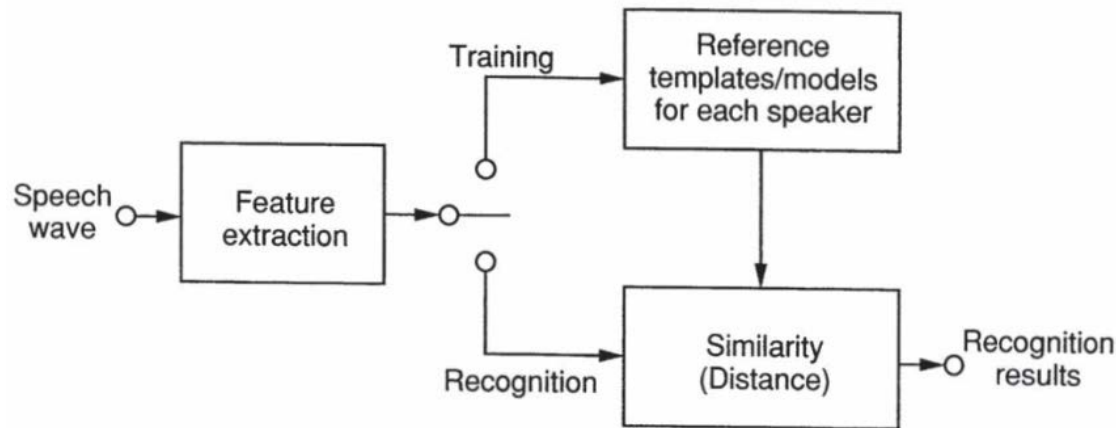 Speech
wave
Feature
extraction
Training
Reference
templates/models
for each speaker
Recognition
Similarity
(Distance)
Recognition
results